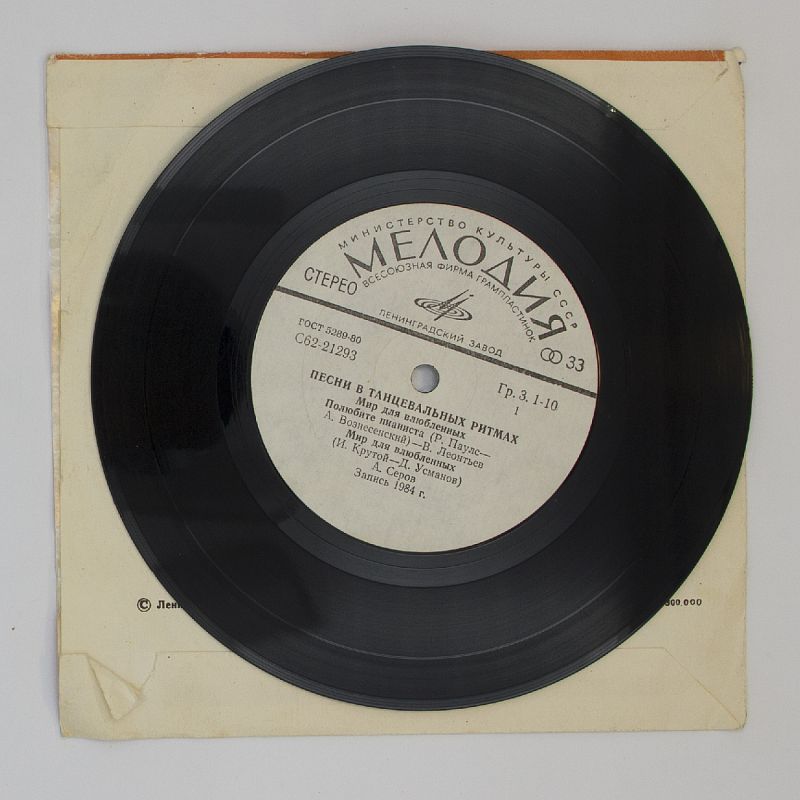 МИНИСТЕРСТВО КУЛЬТУРЫ СССР
МЕЛОДИЯ
ВСЕСОЮЗНАЯ ФИРМА ГРАМПЛАСТИНОК
СТЕРЕО
ЛЕНИНГРАДСКИЙ ЗАВОД
33
ГОСТ 5289-80
С62-21293
Гр. 3. 1-10
1
ПЕСНИ В ТАНЦЕВАЛЬНЫХ РИТМАХ
Мир для влюбленных
Полюбите пианиста (Р. Паулс—
А. Вознесенский)—В. Леонтьев
Мир для влюбленных
(И. Крутой—Д. Усманов)
А. Серов
Запись 1984 г.
©